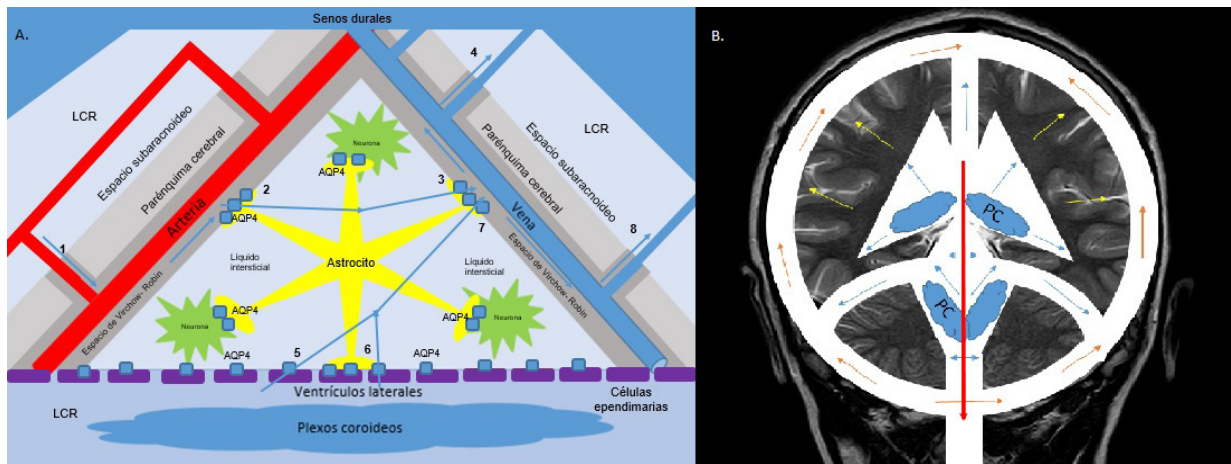 Senos durales
A.
B.
4
LCR
LCR
Espacio subaracnoideo
Parénquima cerebral
Arteria
1
Espacio de Virchow- Robin
Neurona
AQP4
2
AQP4
3
7
Vena
Parénquima cerebral
Espacio subaracnoideo
8
Espacio de Virchow- Robin
Líquido
intersticial
Astrocito
Líquido
intersticial
AQP4
Neurona
AQP4
Neurona
AQP4
5
6
AQP4
Ventrículos laterales
Células
ependimarias
LCR
Plexos coroideos
PC
PC